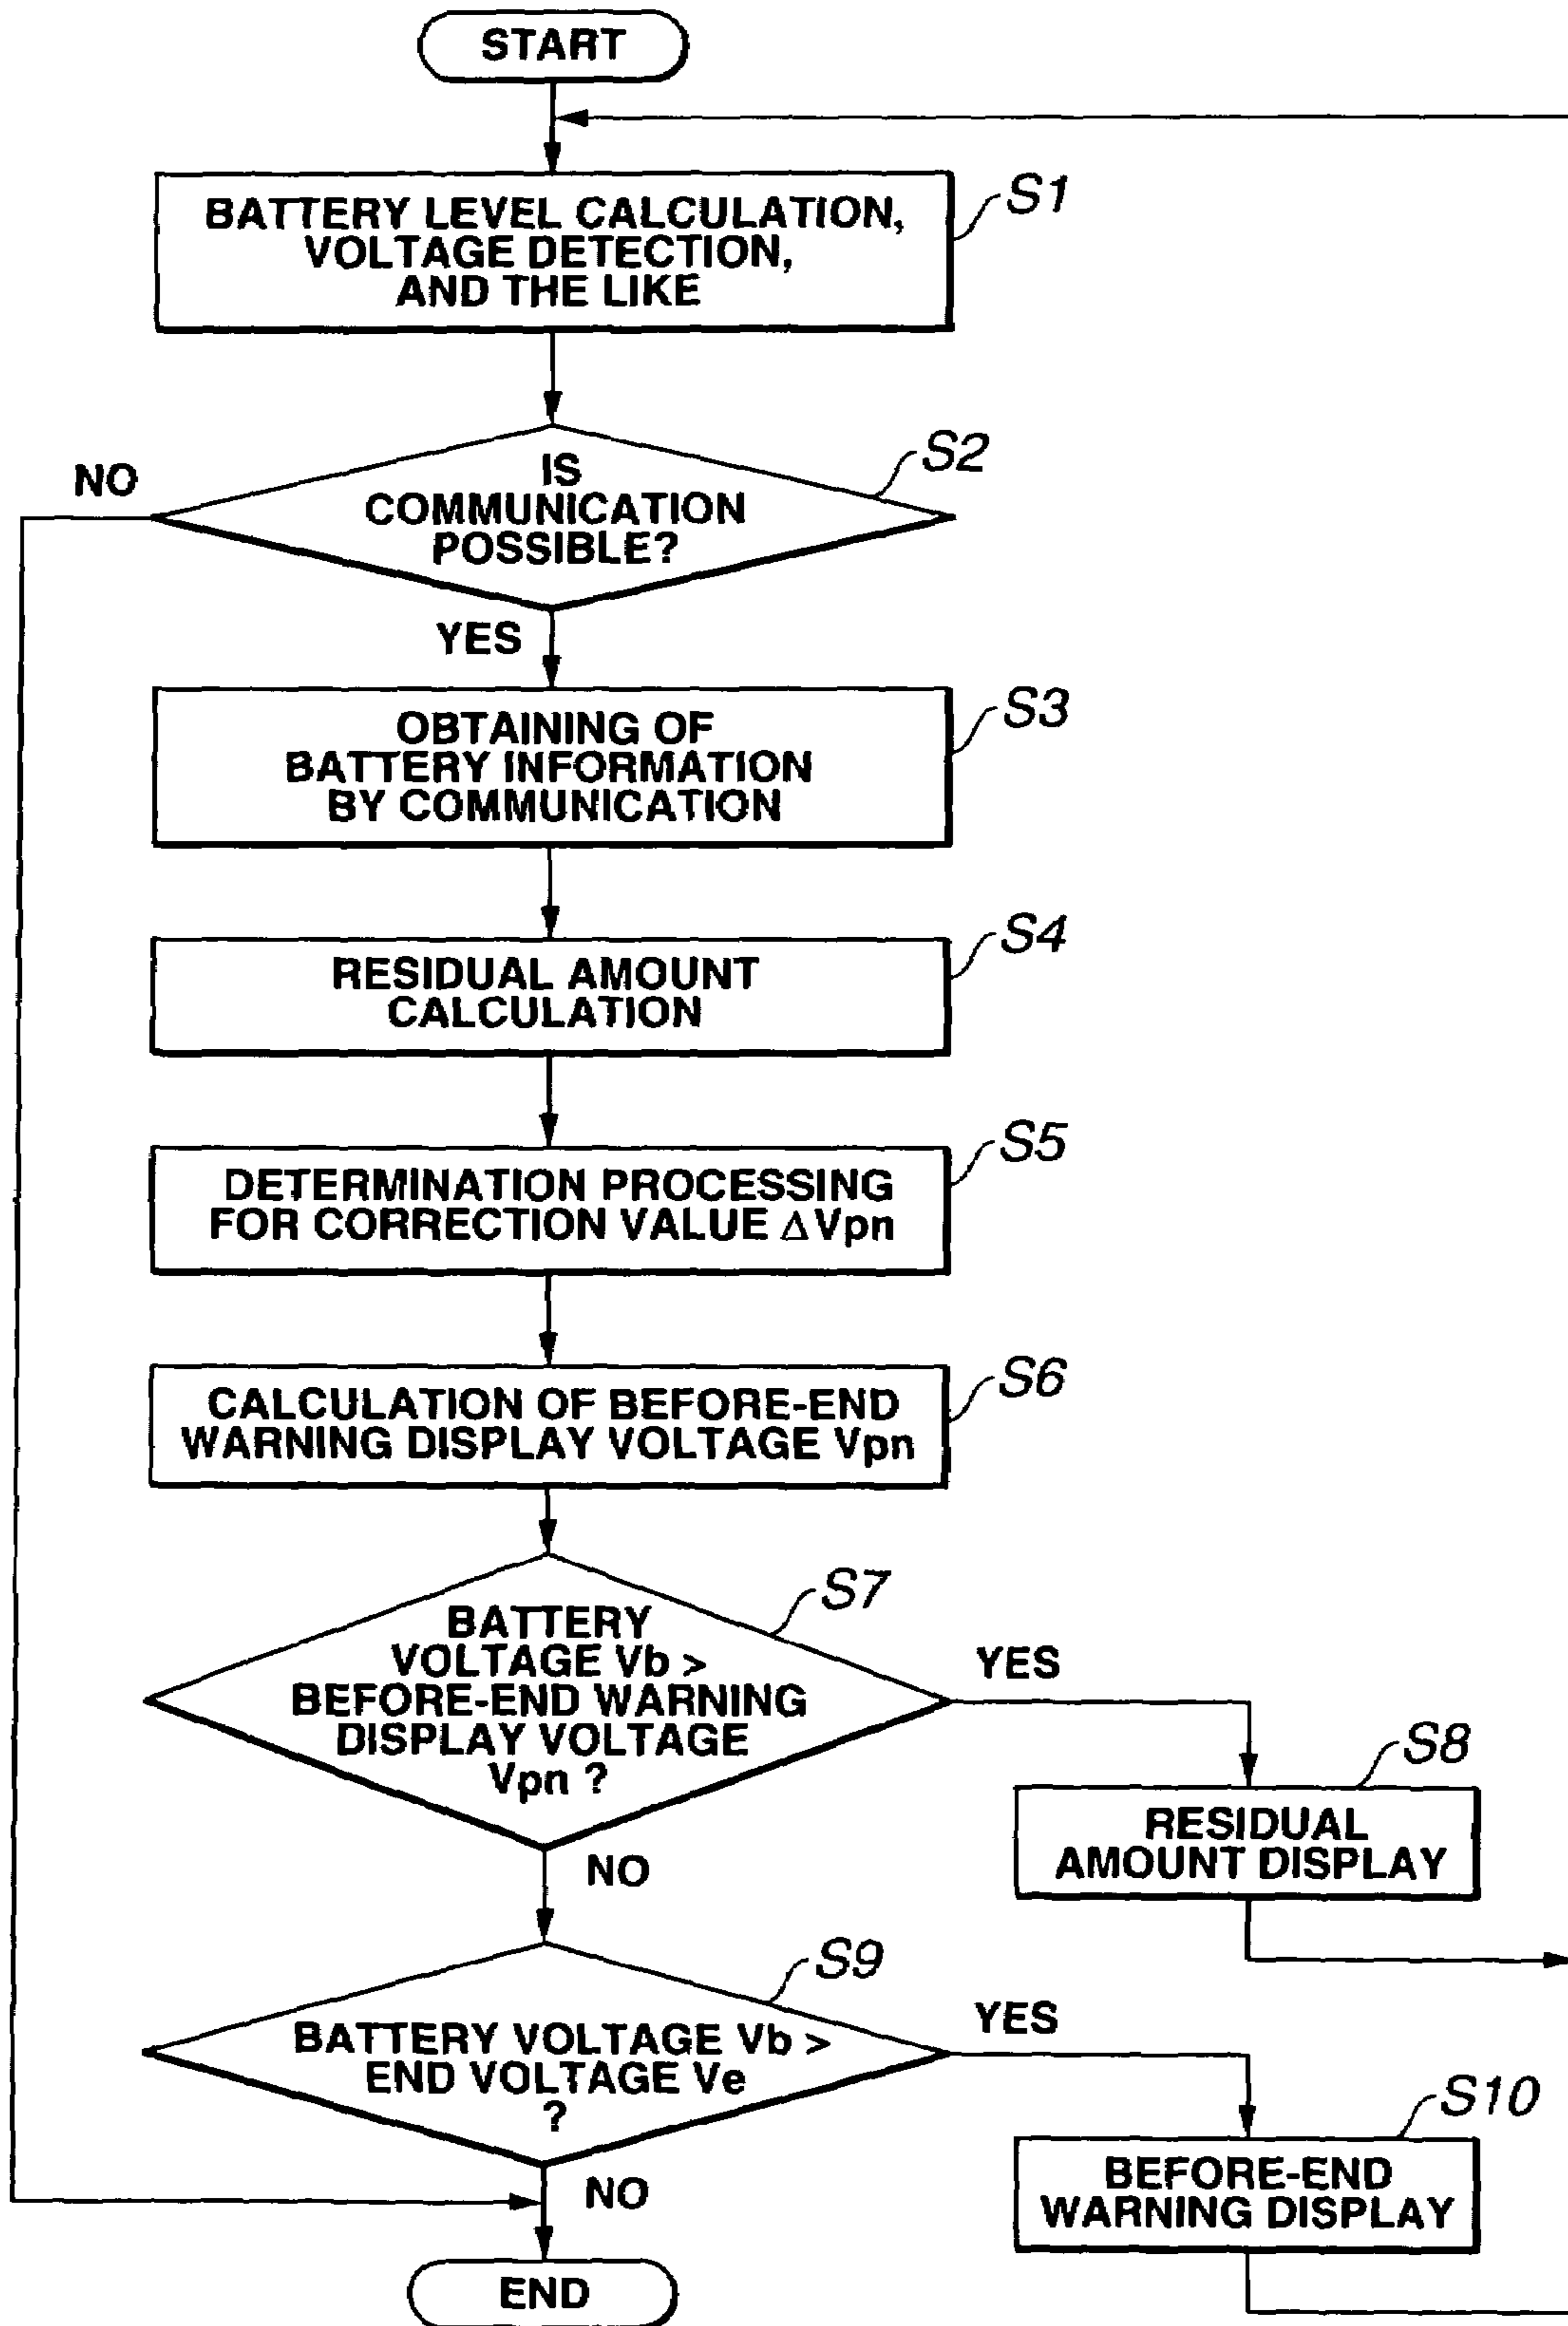 START
BATTERY LEVEL CALCULATION,
VOLTAGE DETECTION,
AND THE LIKE
S1
IS
COMMUNICATION
POSSIBLE?
S2
NO
YES
OBTAINING OF
BATTERY INFORMATION
BY COMMUNICATION
S3
RESIDUAL AMOUNT
CALCULATION
S4
DETERMINATION PROCESSING
FOR CORRECTION VALUE ΔVpn
S5
CALCULATION OF BEFORE-END
WARNING DISPLAY VOLTAGE Vpn
S6
BATTERY
VOLTAGE Vb >
BEFORE-END WARNING
DISPLAY VOLTAGE
Vpn ?
S7
YES
NO
RESIDUAL
AMOUNT DISPLAY
S8
BATTERY VOLTAGE Vb >
END VOLTAGE Ve
?
S9
YES
NO
BEFORE-END
WARNING DISPLAY
S10
END